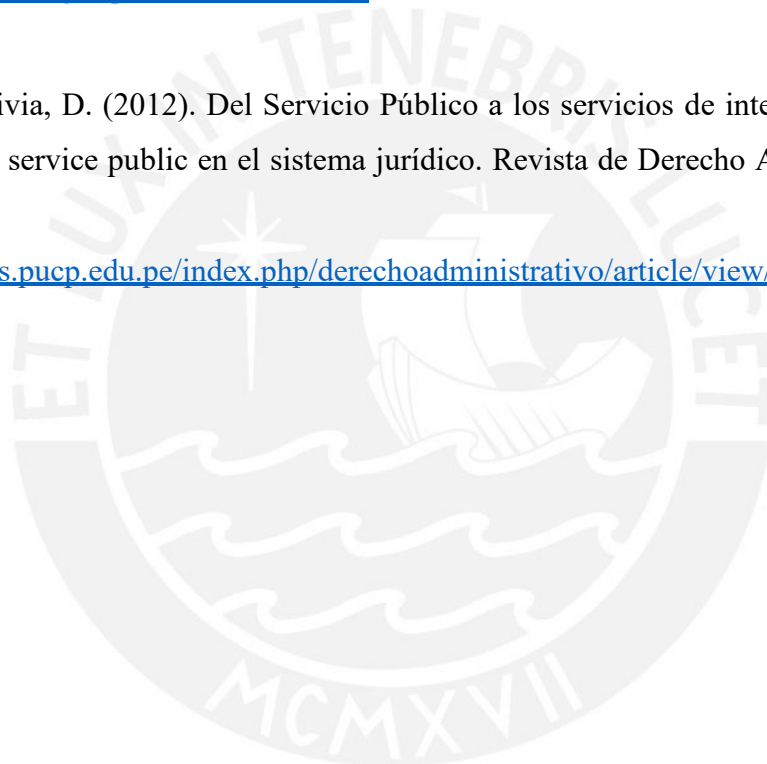 ivia, D. (2012). Del Servicio Público a los servicios de inte
service public en el sistema jurídico. Revista de Derecho A
s.pucp.edu.pe/index.php/derechoadministrativo/article/view/
ET LUX IN TENEBRIS LUCET
MCMXVII